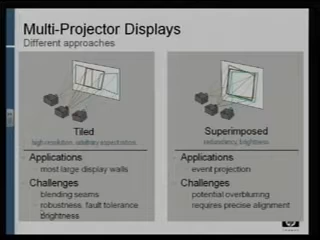 Multi-Projector Displays
Different approaches
Tiled
high-resolution, arbitrary aspect ratios
Applications
most large display walls
Challenges
blending seams
robustness, fault tolerance
brightness
Superimposed
redundancy, brightness
Applications
event projection
Challenges
potential overblurring
requires precise alignment
hp